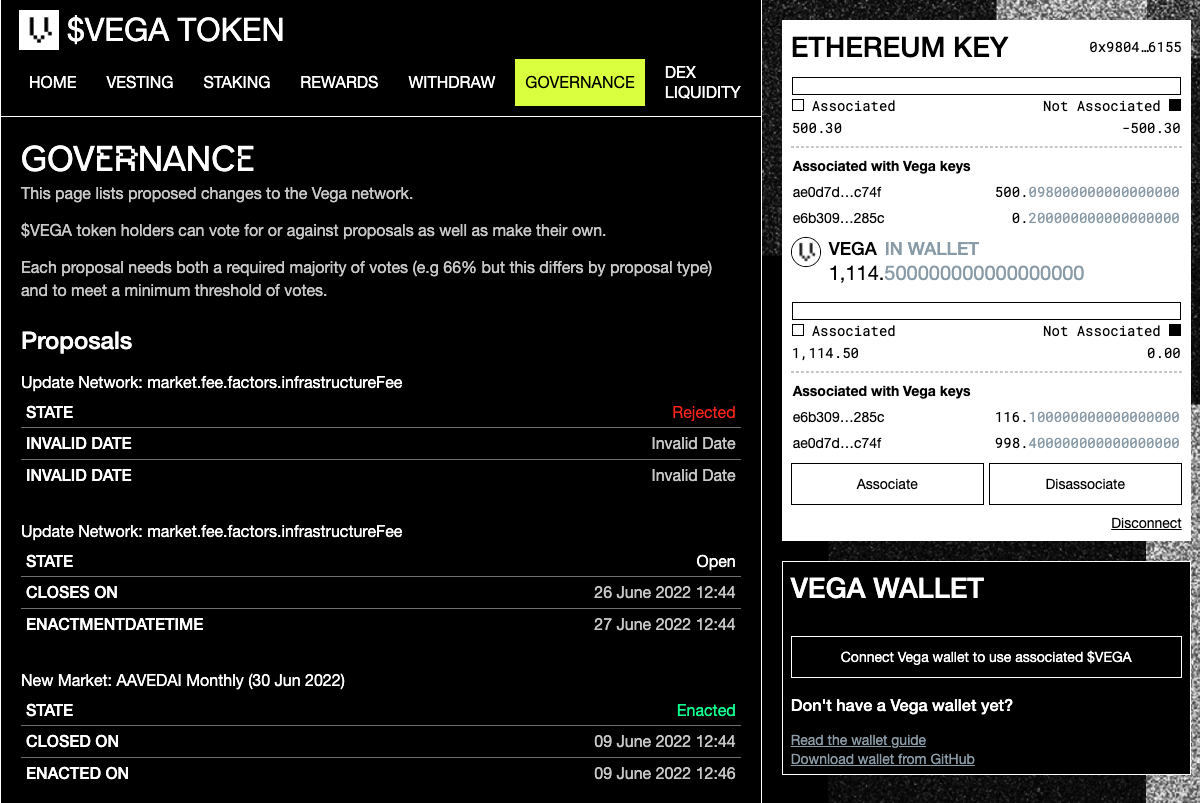 $VEGA TOKEN
HOME VESTING STAKING REWARDS WITHDRAW GOVERNANCE DEX LIQUIDITY
GOVERNANCE
This page lists proposed changes to the Vega network.
$VEGA token holders can vote for or against proposals as well as make their own.
Each proposal needs both a required majority of votes (e.g 66% but this differs by proposal type)
and to meet a minimum threshold of votes.
Proposals
Update Network: market.fee.factors.infrastructureFee
STATE Rejected
INVALID DATE Invalid Date
INVALID DATE Invalid Date
Update Network: market.fee.factors.infrastructureFee
STATE Open
CLOSES ON 26 June 2022 12:44
ENACTMENTDATETIME 27 June 2022 12:44
New Market: AAVEDAI Monthly (30 Jun 2022)
STATE Enacted
CLOSED ON 09 June 2022 12:44
ENACTED ON 09 June 2022 12:46
ETHEREUM KEY 0x9804…6155
Associated Not Associated
500.30 -500.30
Associated with Vega keys
ae0d7d…c74f 500.098000000000000000
e6b309…285c 0.200000000000000000
VEGA IN WALLET
1,114.500000000000000000
Associated Not Associated
1,114.50 0.00
Associated with Vega keys
e6b309…285c 116.100000000000000000
ae0d7d…c74f 998.400000000000000000
Associate Disassociate
Disconnect
VEGA WALLET
Connect Vega wallet to use associated $VEGA
Don't have a Vega wallet yet?
Read the wallet guide
Download wallet from GitHub